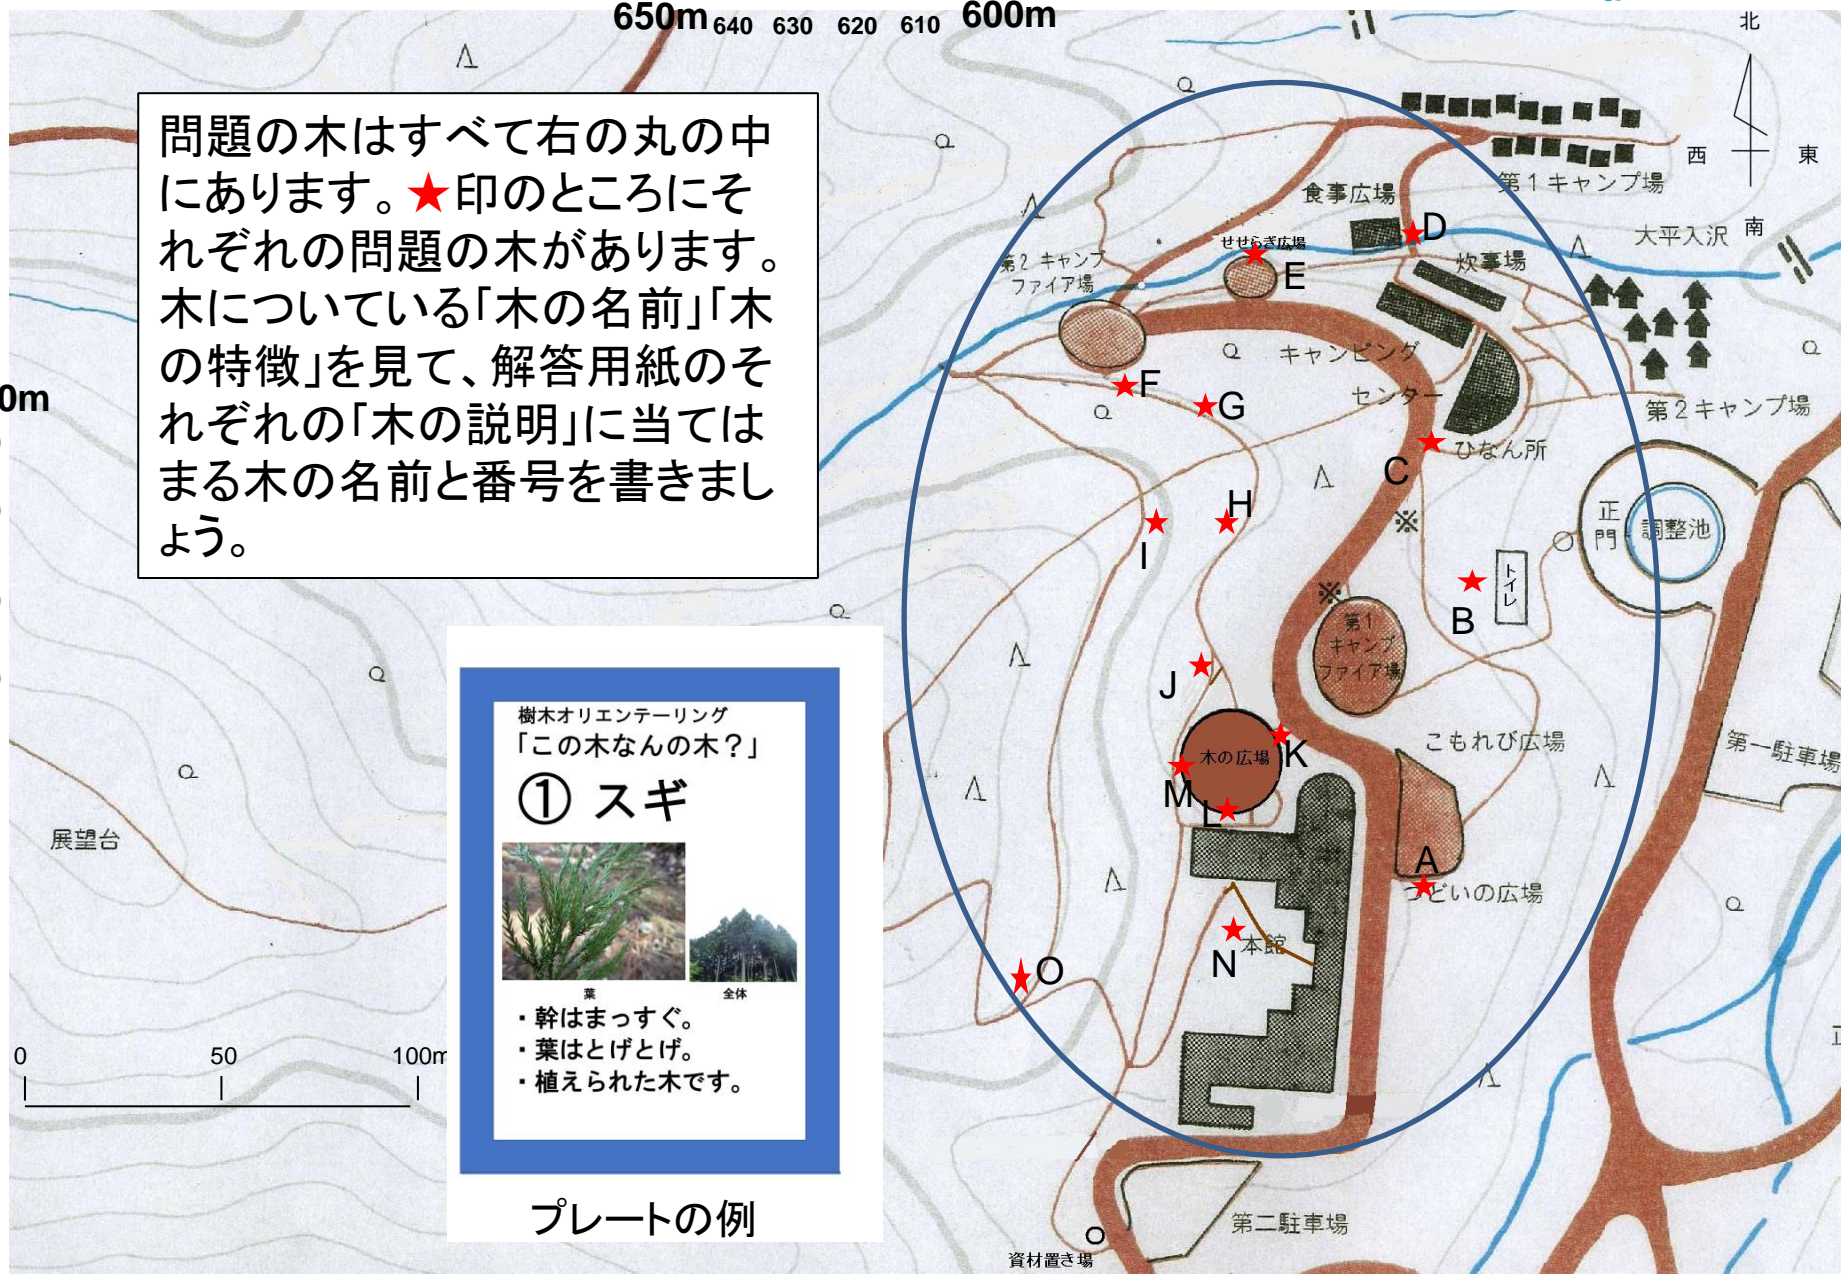 650m 640 630 620 610 600m
北
西 東
南
問題の木はすべて右の丸の中
にあります。★印のところにそ
れぞれの問題の木があります。
木についている「木の名前」「木
の特徴」を見て、解答用紙のそ
れぞれの「木の説明」に当ては
まる木の名前と番号を書きまし
ょう。
0m
第1キャンプ場
食事広場
D
大平入沢
せせらぎ広場
炊事場
第2キャンプ
ファイア場
E
キャンピング
センター
F
G
第2キャンプ場
ひなん所
C
H
I
正門
調整池
トイレ
B
第1
キャンプ
ファイア場
J
こもれび広場
第一駐車場
木の広場
K
M
L
A
つどいの広場
展望台
本館
N
O
樹木オリエンテーリング
「この木なんの木?」
① スギ
葉 全体
・幹はまっすぐ。
・葉はとげとげ。
・植えられた木です。
プレートの例
0 50 100m
第二駐車場
資材置き場